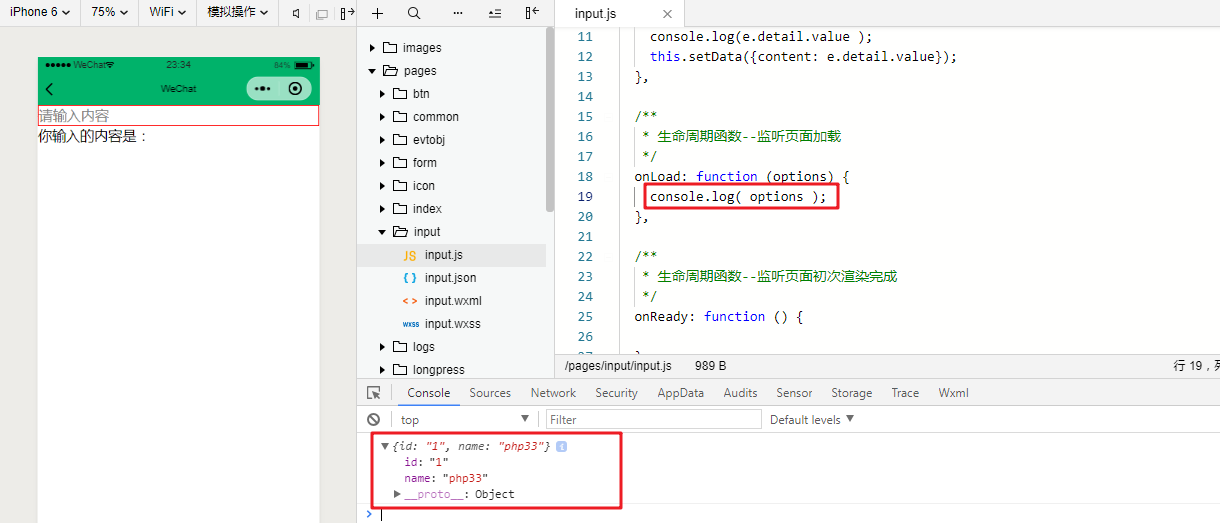 iPhone 6 75% WiFi 模拟操作
●●●●● WeChat 23:34 84%
WeChat
请输入内容
你输入的内容是：
images
pages
btn
common
evtobj
form
icon
index
input
JS input.js
{ } input.json
< > input.wxml
wxss input.wxss
logs
longpress
input.js
11 console.log(e.detail.value );
12 this.setData({content: e.detail.value});
13 },
14
15 /**
16 * 生命周期函数--监听页面加载
17 */
18 onLoad: function (options) {
19 console.log( options );
20 },
21
22 /**
23 * 生命周期函数--监听页面初次渲染完成
24 */
25 onReady: function () {
26
/pages/input/input.js 989 B 行 19，
Console Sources Network Security AppData Audits Sensor Storage Trace Wxml
top Filter Default levels
{id: "1", name: "php33"} i
id: "1"
name: "php33"
__proto__: Object
>